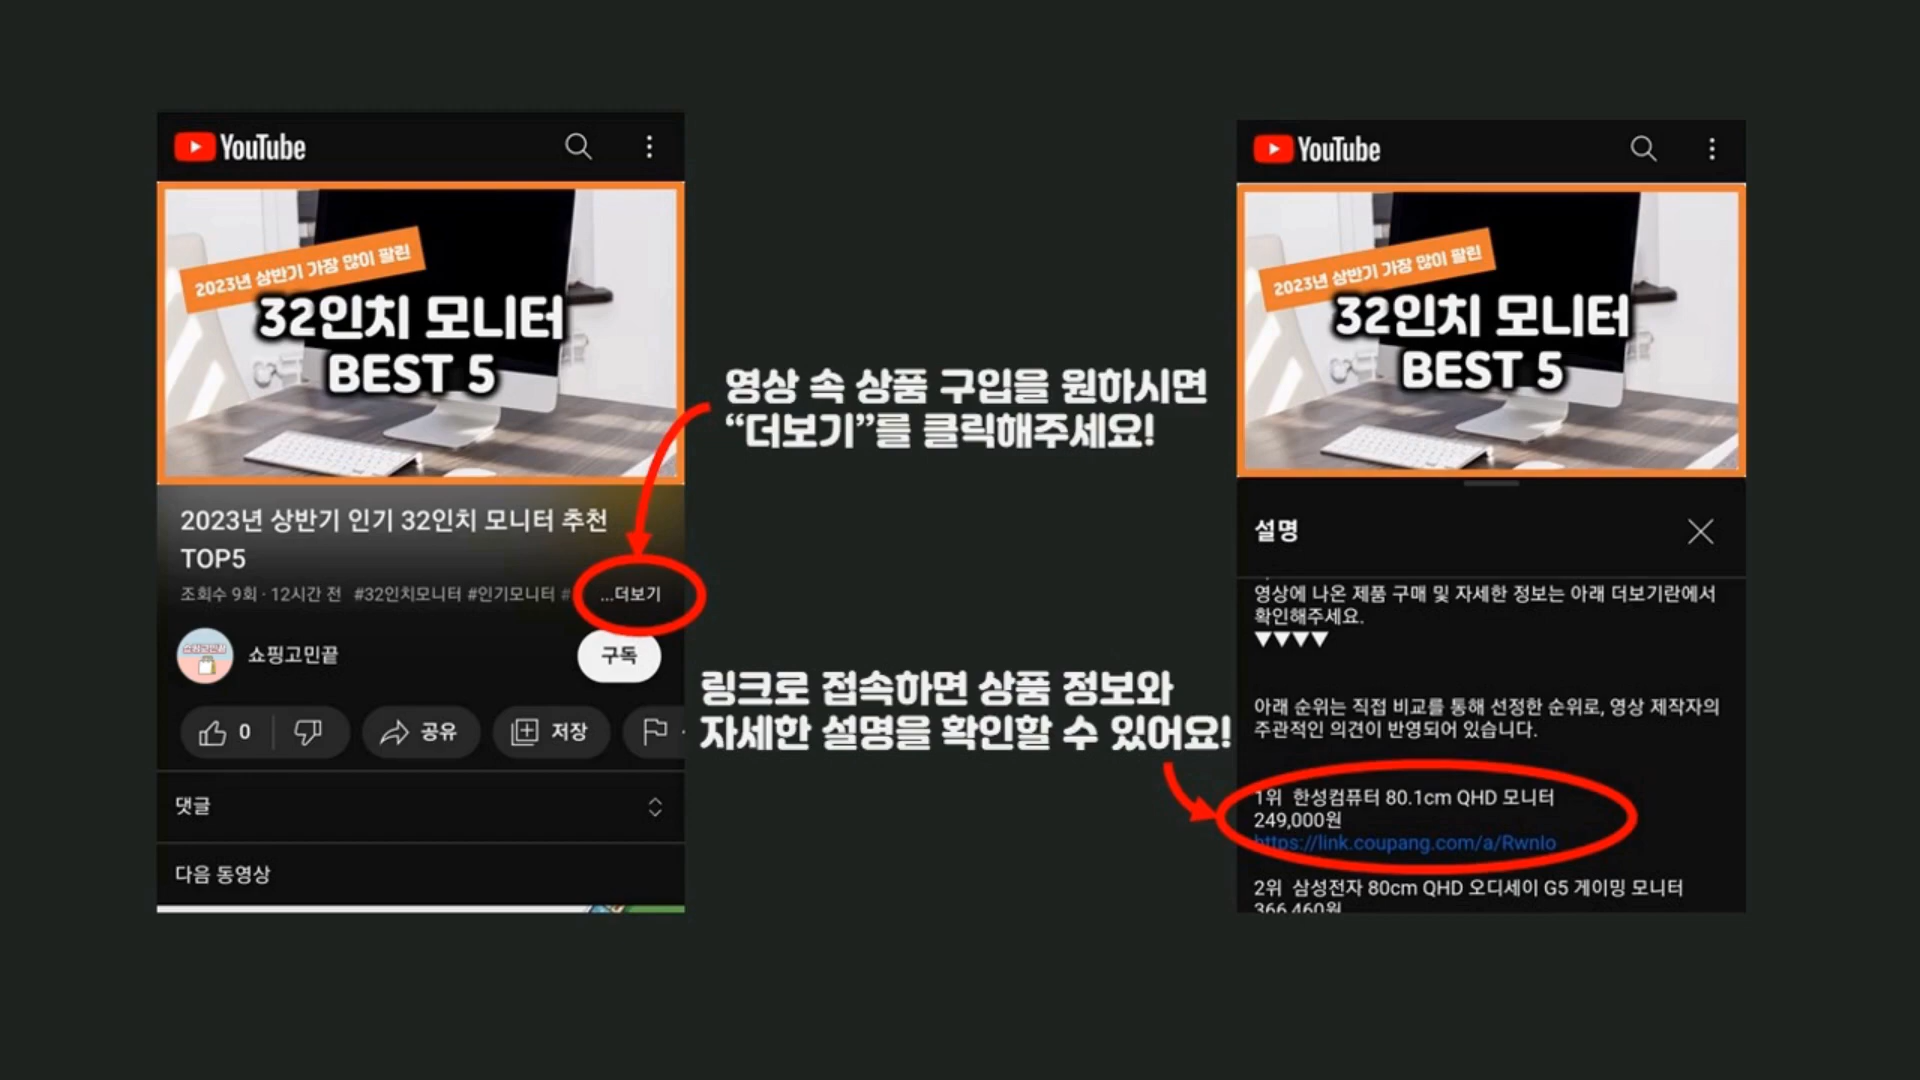 YouTube
2023년 상반기 가장 많이 팔린
32인치 모니터
BEST 5
2023년 상반기 인기 32인치 모니터 추천
TOP5
조회수 9회 · 12시간 전 #32인치모니터 #인기모니터 # ...더보기
쇼핑고민끝
쇼핑고민끝
구독
0
공유
저장
댓글
다음 동영상
영상 속 상품 구입을 원하시면
“더보기”를 클릭해주세요!
링크로 접속하면 상품 정보와
자세한 설명을 확인할 수 있어요!
YouTube
2023년 상반기 가장 많이 팔린
32인치 모니터
BEST 5
설명
영상에 나온 제품 구매 및 자세한 정보는 아래 더보기란에서
확인해주세요.
▼▼▼▼
아래 순위는 직접 비교를 통해 선정한 순위로, 영상 제작자의
주관적인 의견이 반영되어 있습니다.
1위 한성컴퓨터 80.1cm QHD 모니터
249,000원
https://link.coupang.com/a/RwnIo
2위 삼성전자 80cm QHD 오디세이 G5 게이밍 모니터
366,460원